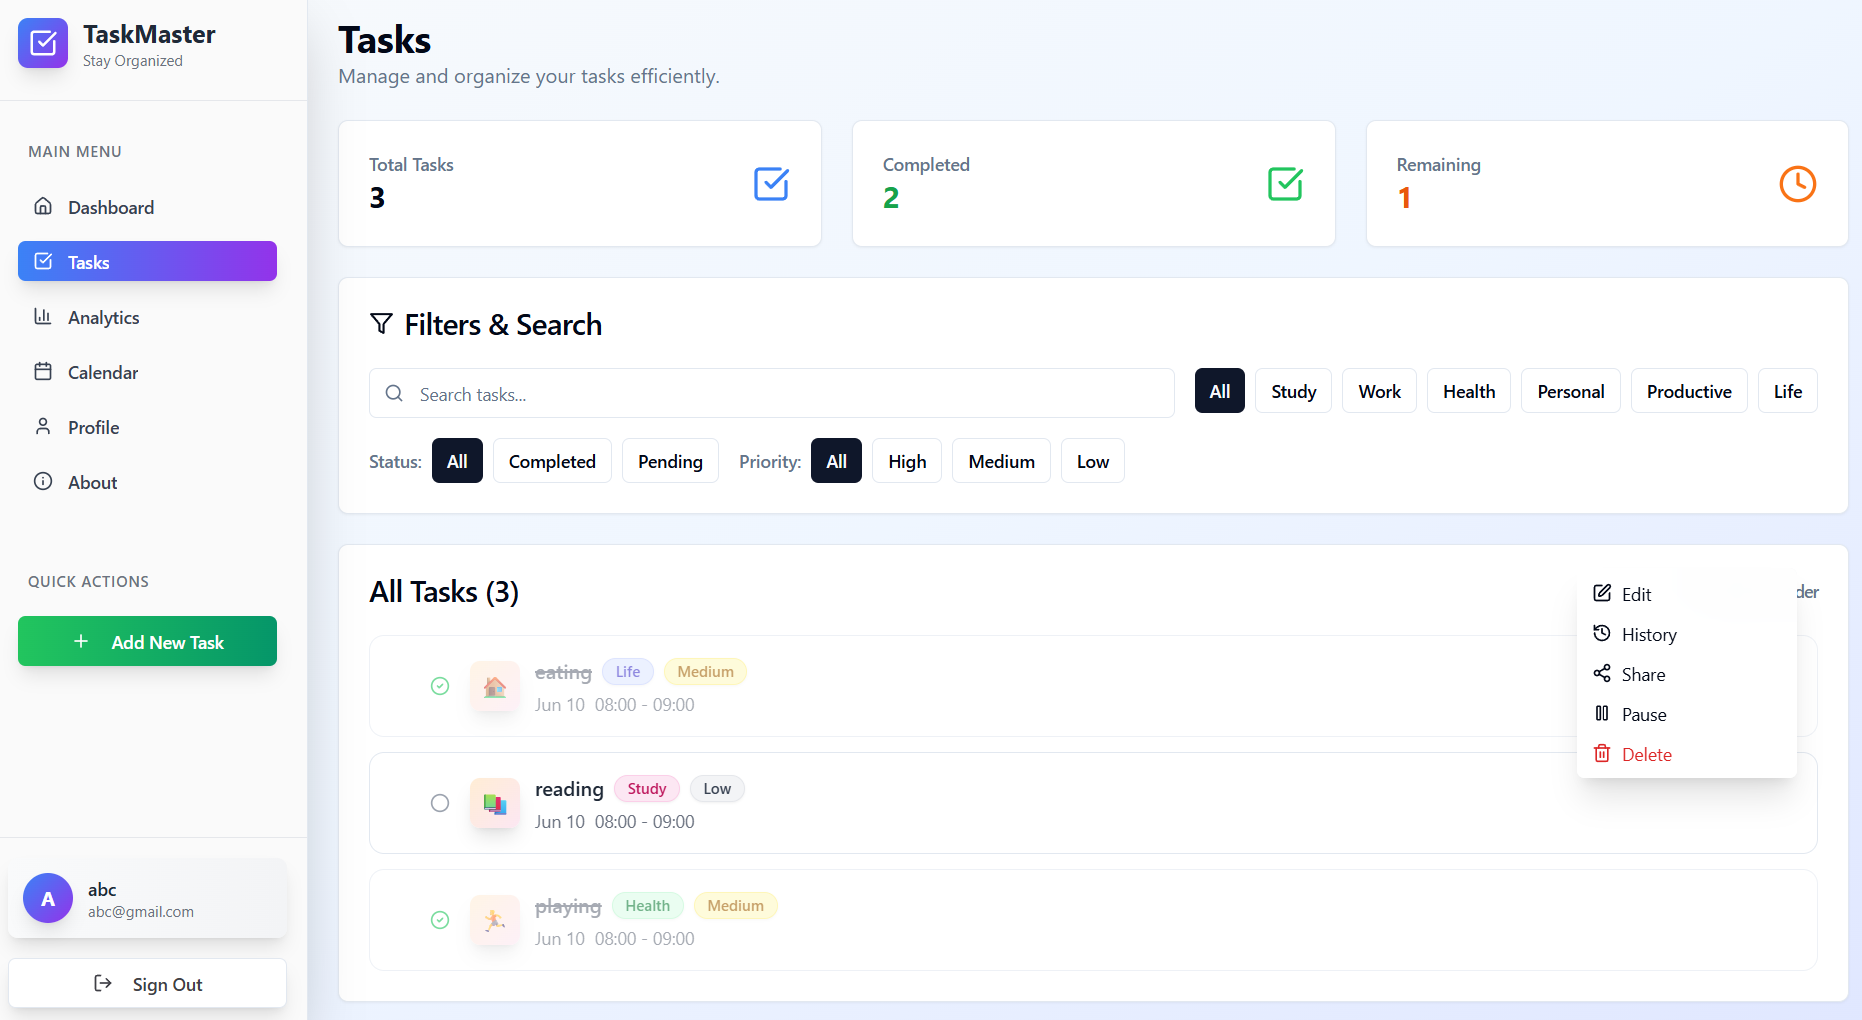 TaskMaster
Stay Organized
MAIN MENU
Dashboard
Tasks
Analytics
Calendar
Profile
About
QUICK ACTIONS
+ Add New Task
A
abc
abc@gmail.com
Sign Out
Tasks
Manage and organize your tasks efficiently.
Total Tasks
3
Completed
2
Remaining
1
Filters & Search
Search tasks...
All Study Work Health Personal Productive Life
Status: All Completed Pending Priority: All High Medium Low
All Tasks (3)
eating Life Medium
Jun 10 08:00 - 09:00
reading Study Low
Jun 10 08:00 - 09:00
playing Health Medium
Jun 10 08:00 - 09:00
Edit
History
Share
Pause
Delete